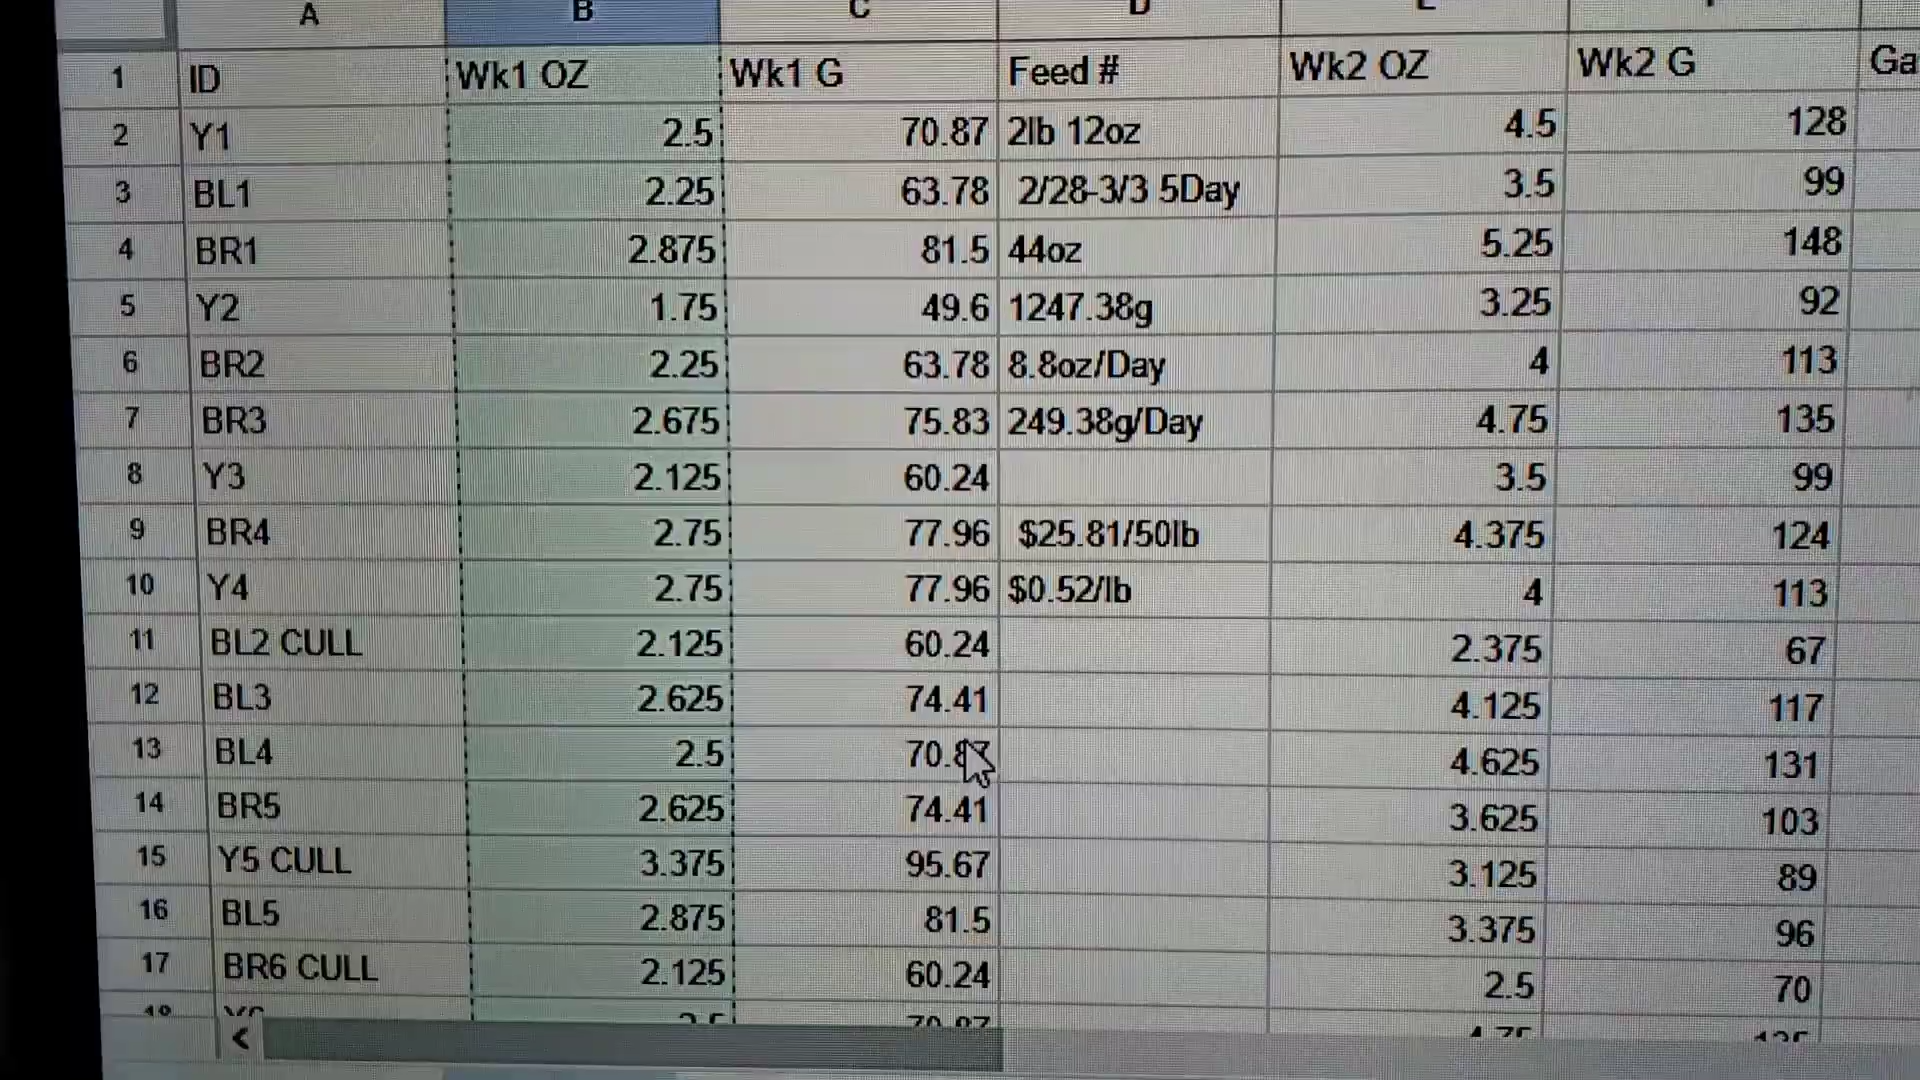 A B C D
1 ID Wk1 OZ Wk1 G Feed # Wk2 OZ Wk2 G Ga
2 Y1 2.5 70.87 2lb 12oz 4.5 128
3 BL1 2.25 63.78 2/28-3/3 5Day 3.5 99
4 BR1 2.875 81.5 44oz 5.25 148
5 Y2 1.75 49.6 1247.38g 3.25 92
6 BR2 2.25 63.78 8.8oz/Day 4 113
7 BR3 2.675 75.83 249.38g/Day 4.75 135
8 Y3 2.125 60.24 3.5 99
9 BR4 2.75 77.96 $25.81/50lb 4.375 124
10 Y4 2.75 77.96 $0.52/lb 4 113
11 BL2 CULL 2.125 60.24 2.375 67
12 BL3 2.625 74.41 4.125 117
13 BL4 2.5 4.625 131
14 BR5 2.625 74.41 3.625 103
15 Y5 CULL 3.375 95.67 3.125 89
16 BL5 2.875 81.5 3.375 96
17 BR6 CULL 2.125 60.24 2.5 70